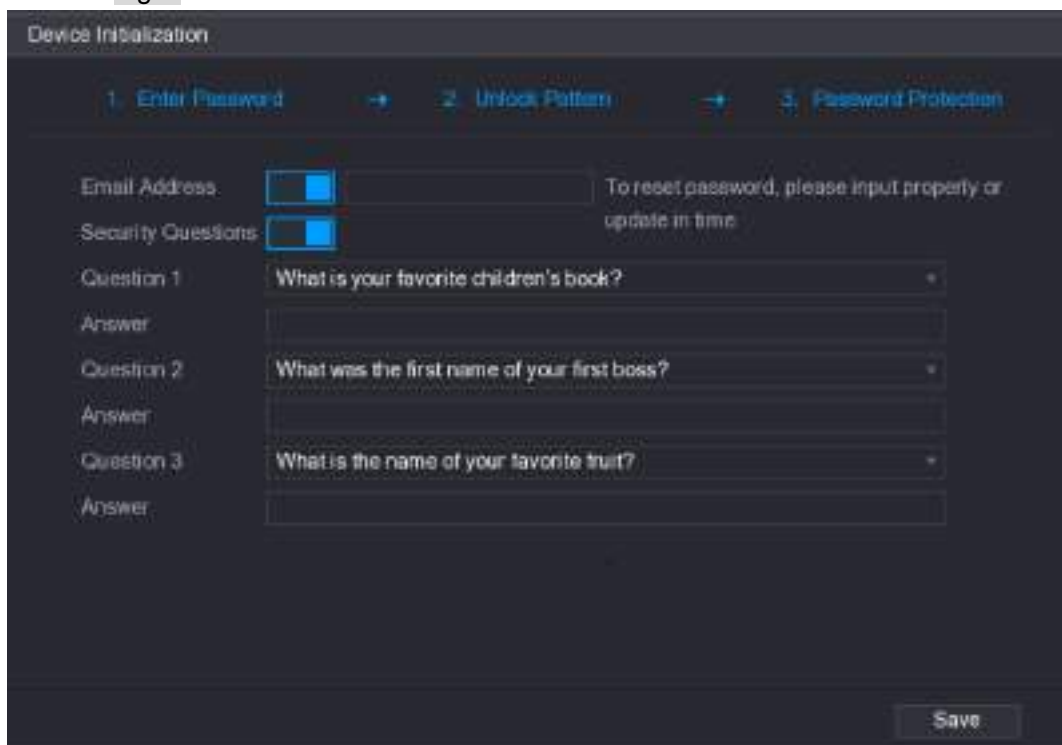 Device Initialization
1. Enter Password → 2. Unlock Pattern → 3. Password Protection
Email Address
To reset password, please input properly or
update in time
Security Questions
Question 1 What is your favorite children's book?
Answer
Question 2 What was the first name of your first boss?
Answer
Question 3 What is the name of your favorite fruit?
Answer
Save